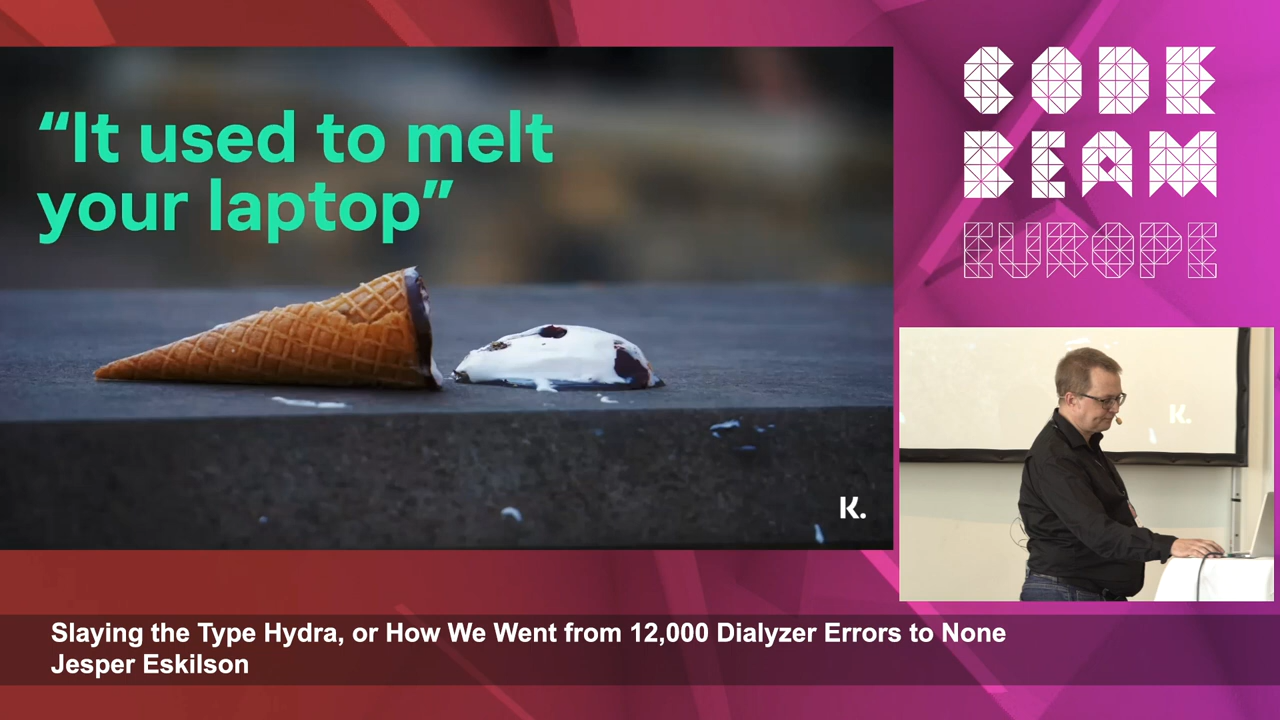 “It used to melt
your laptop”
K.
CODE
BEAM
EUROPE
K.
Slaying the Type Hydra, or How We Went from 12,000 Dialyzer Errors to None
Jesper Eskilson